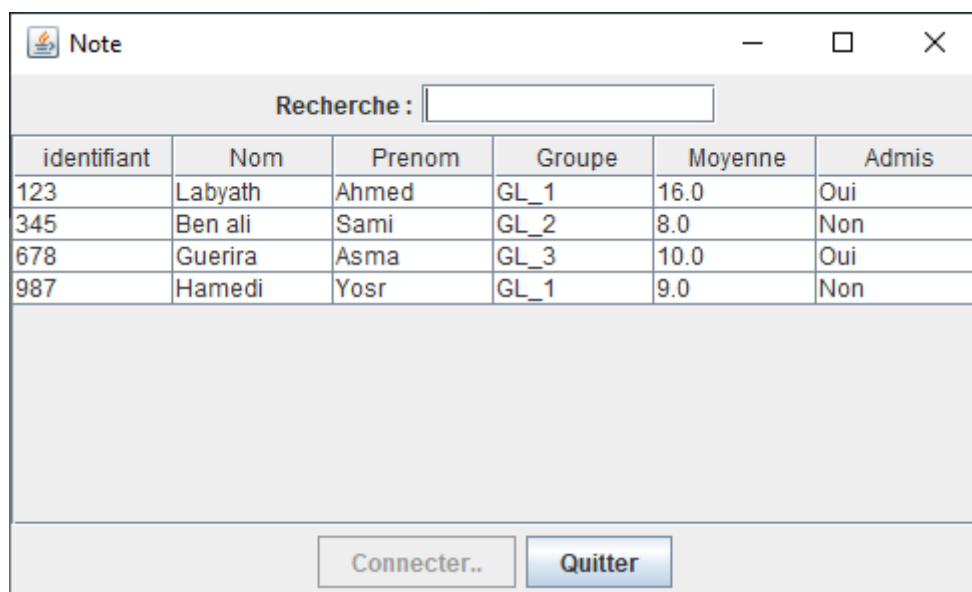 Note
Recherche :
identifiant Nom Prenom Groupe Moyenne Admis
123 Labyath Ahmed GL_1 16.0 Oui
345 Ben ali Sami GL_2 8.0 Non
678 Guerira Asma GL_3 10.0 Oui
987 Hamedi Yosr GL_1 9.0 Non
Connecter.. Quitter